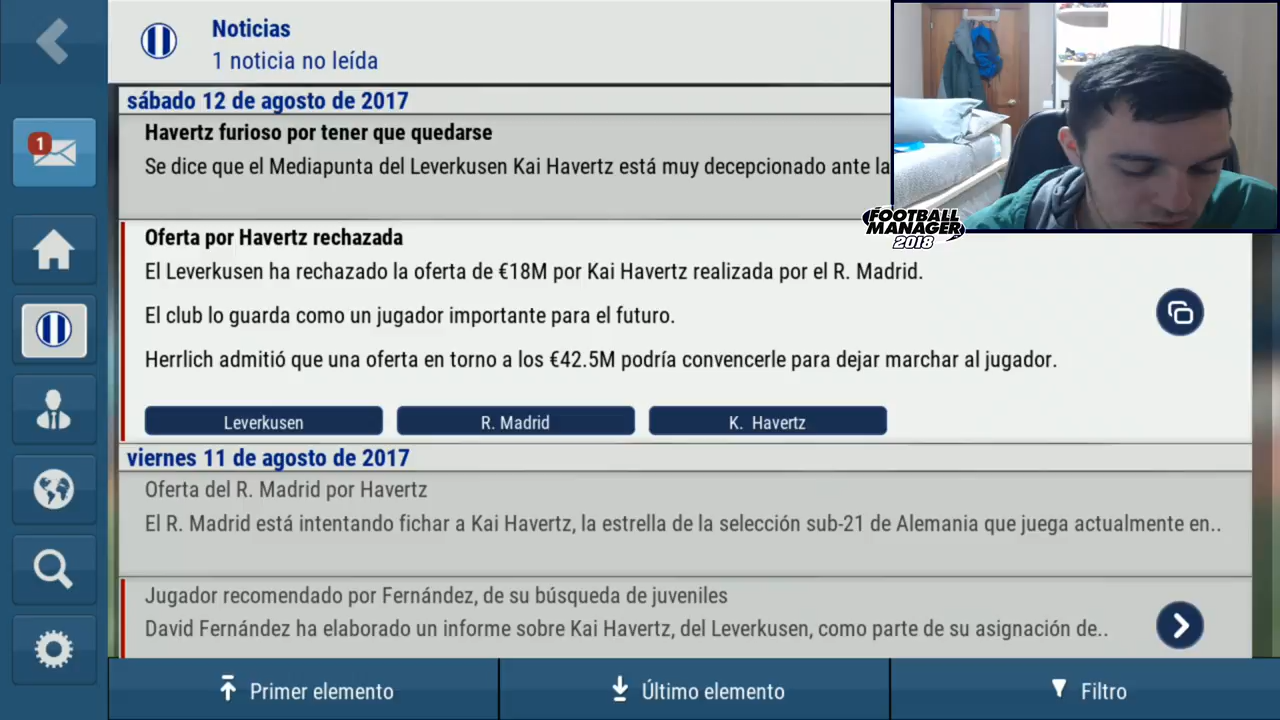 Noticias
1 noticia no leída
1
sábado 12 de agosto de 2017
Havertz furioso por tener que quedarse
Se dice que el Mediapunta del Leverkusen Kai Havertz está muy decepcionado ante la
FOOTBALL
MANAGER
2018
Oferta por Havertz rechazada
El Leverkusen ha rechazado la oferta de €18M por Kai Havertz realizada por el R. Madrid.
El club lo guarda como un jugador importante para el futuro.
Herrlich admitió que una oferta en torno a los €42.5M podría convencerle para dejar marchar al jugador.
Leverkusen R. Madrid K. Havertz
viernes 11 de agosto de 2017
Oferta del R. Madrid por Havertz
El R. Madrid está intentando fichar a Kai Havertz, la estrella de la selección sub-21 de Alemania que juega actualmente en..
Jugador recomendado por Fernández, de su búsqueda de juveniles
David Fernández ha elaborado un informe sobre Kai Havertz, del Leverkusen, como parte de su asignación de..
Primer elemento Último elemento Filtro